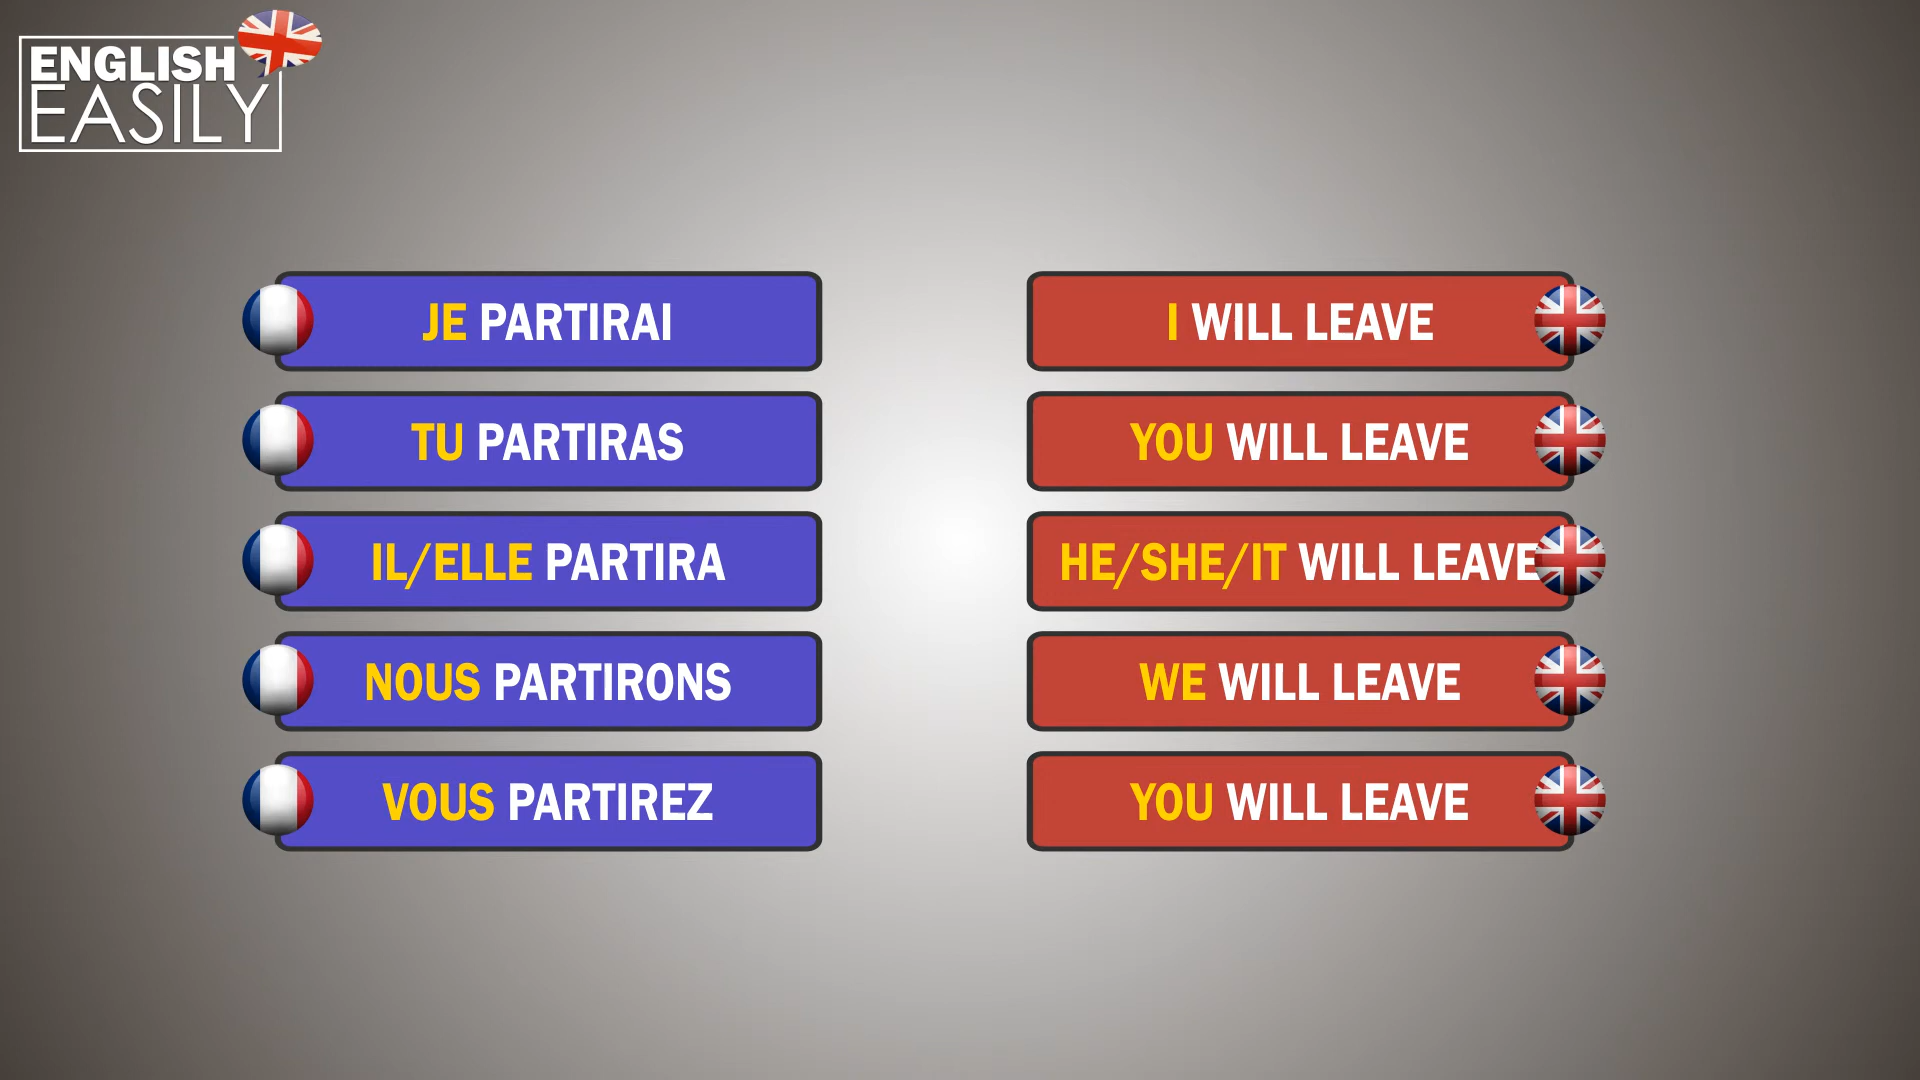 ENGLISH
EASILY
JE PARTIRAI
I WILL LEAVE
TU PARTIRAS
YOU WILL LEAVE
IL/ELLE PARTIRA
HE/SHE/IT WILL LEAVE
NOUS PARTIRONS
WE WILL LEAVE
VOUS PARTIREZ
YOU WILL LEAVE